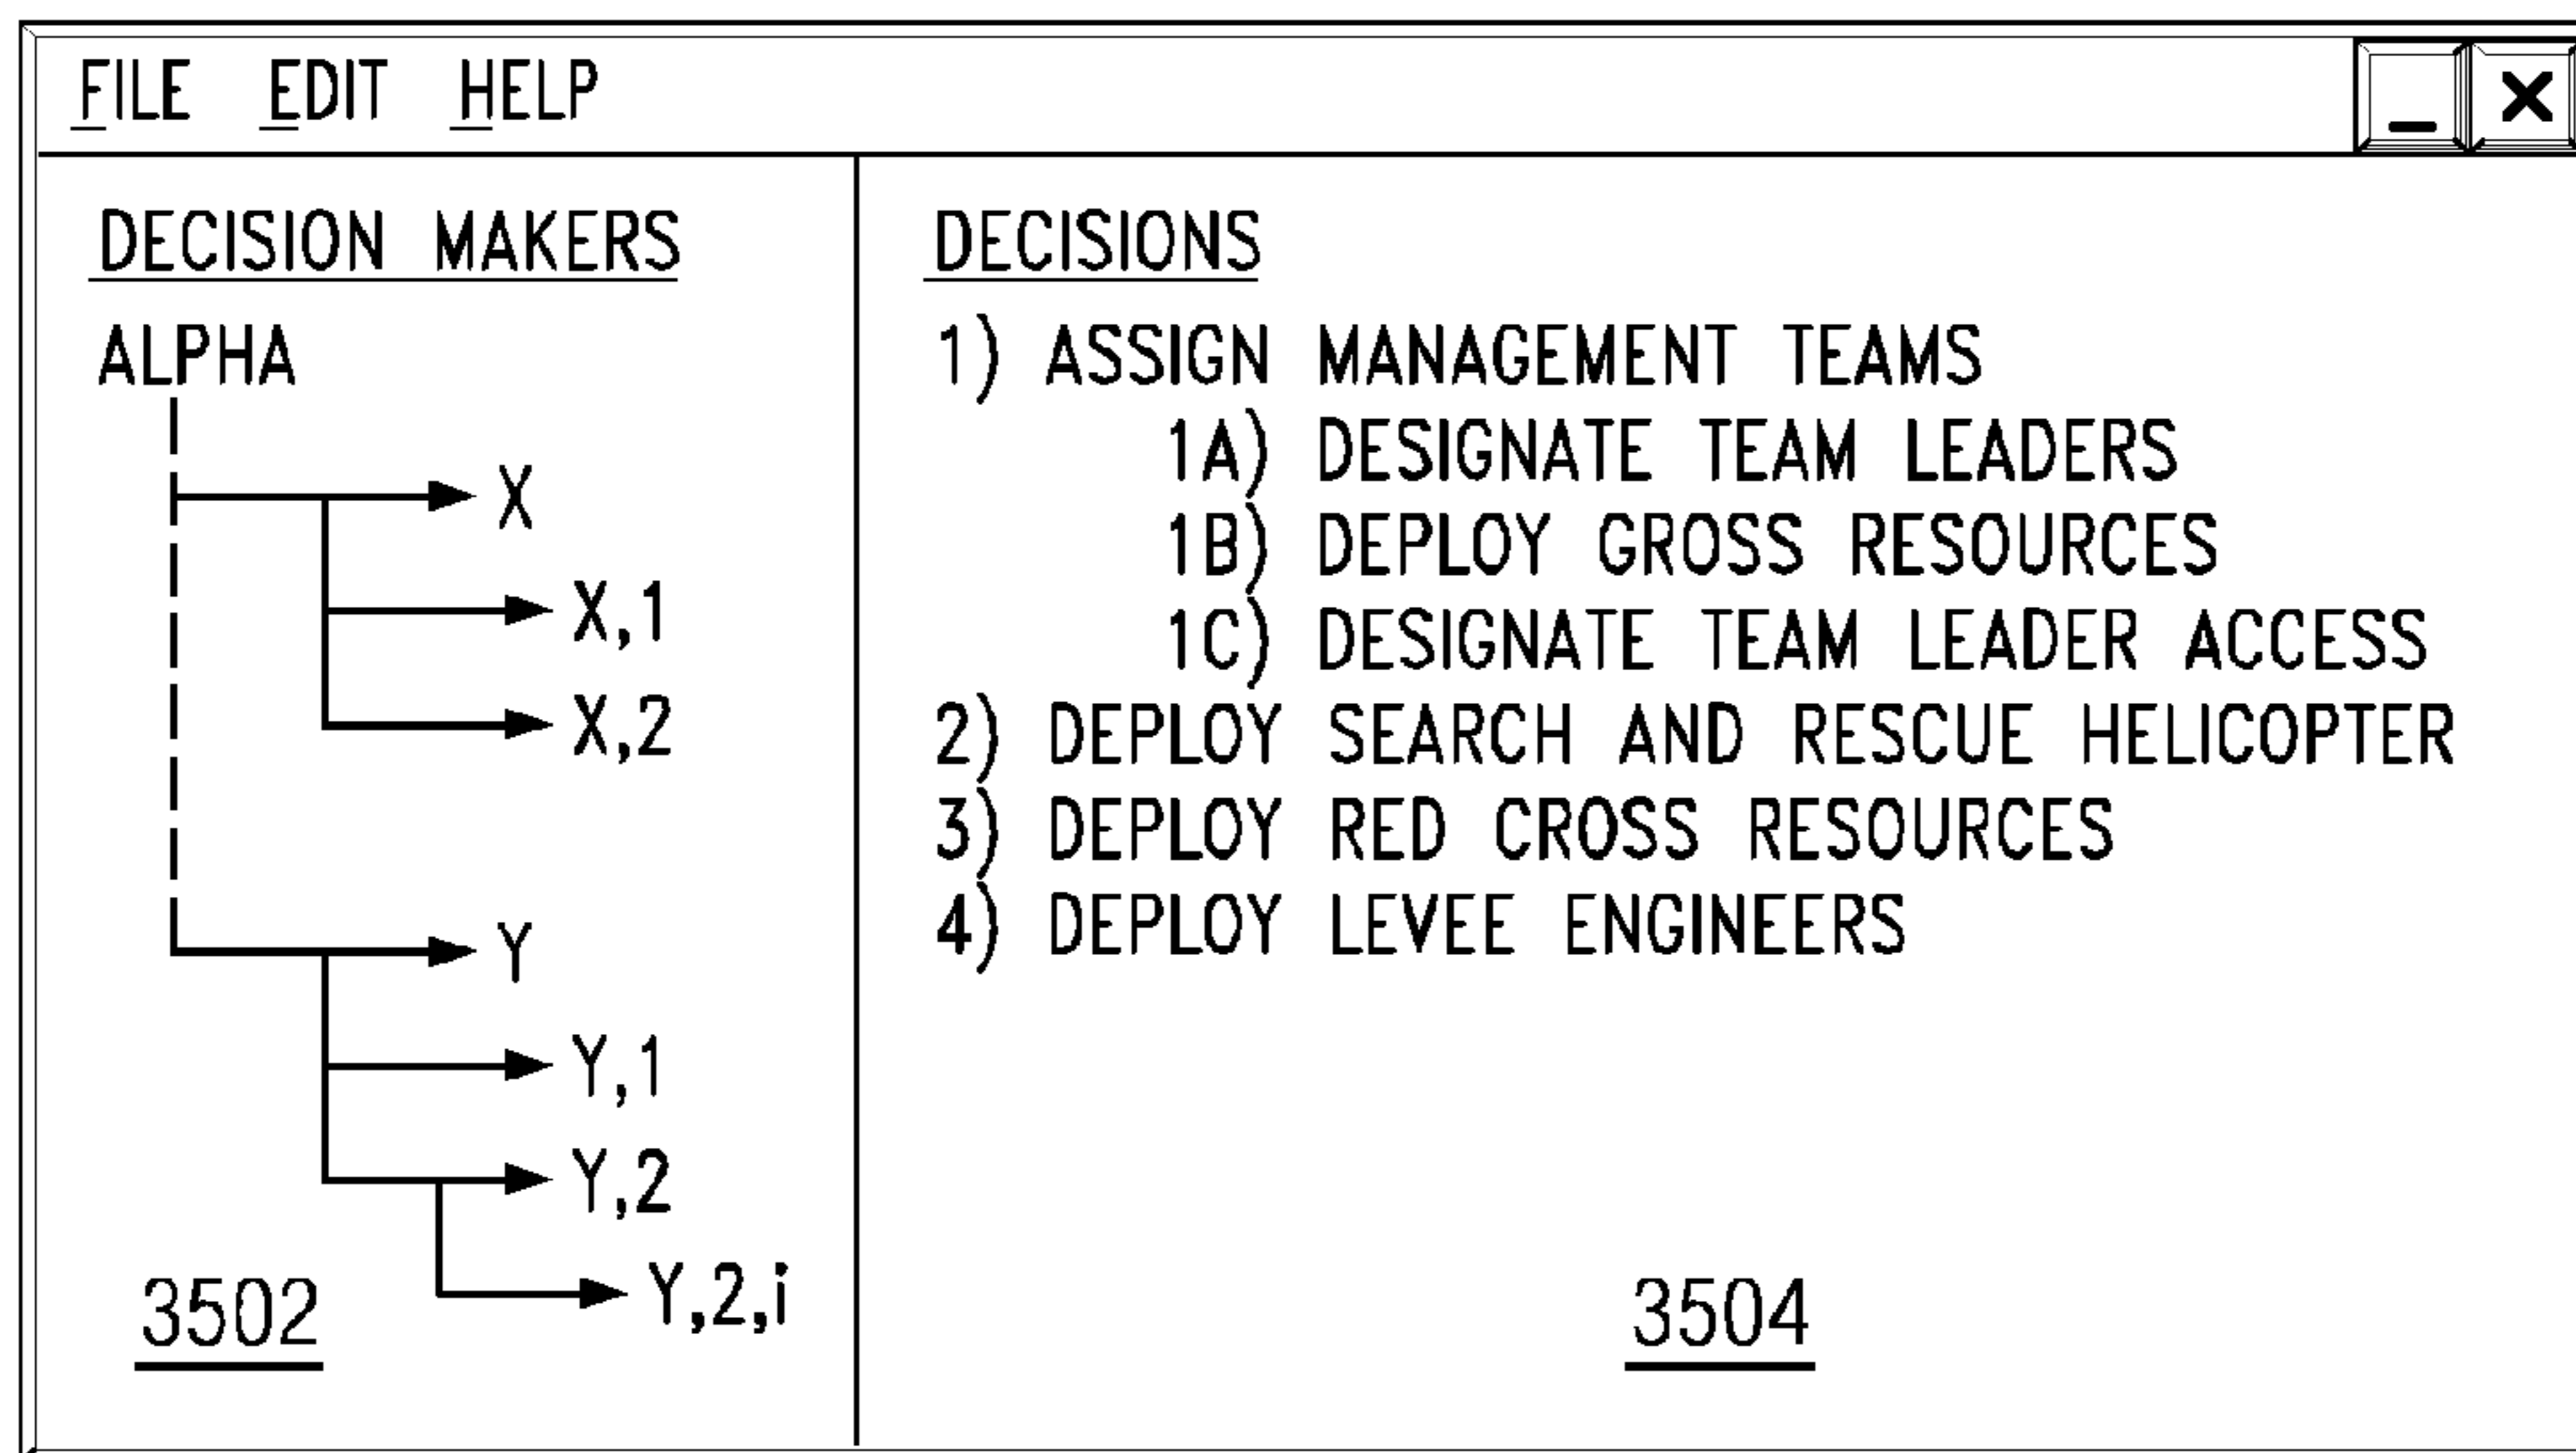 FILE EDIT HELP
DECISION MAKERS
ALPHA
X
X,1
X,2
Y
Y,1
Y,2
Y,2,i
3502
DECISIONS
1) ASSIGN MANAGEMENT TEAMS
1A) DESIGNATE TEAM LEADERS
1B) DEPLOY GROSS RESOURCES
1C) DESIGNATE TEAM LEADER ACCESS
2) DEPLOY SEARCH AND RESCUE HELICOPTER
3) DEPLOY RED CROSS RESOURCES
4) DEPLOY LEVEE ENGINEERS
3504